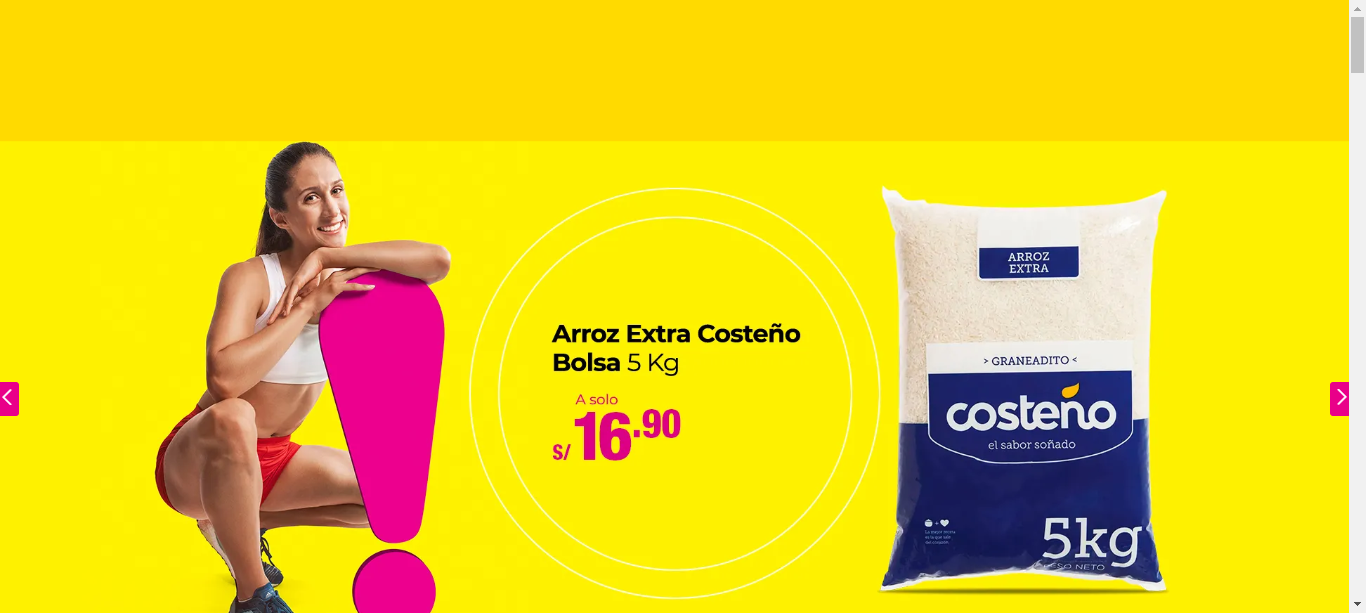 Arroz Extra Costeño
Bolsa 5 Kg
A solo
S/ 16.90
ARROZ
EXTRA
> GRANEADITO <
costeño
el sabor soñado
5kg
PESO NETO